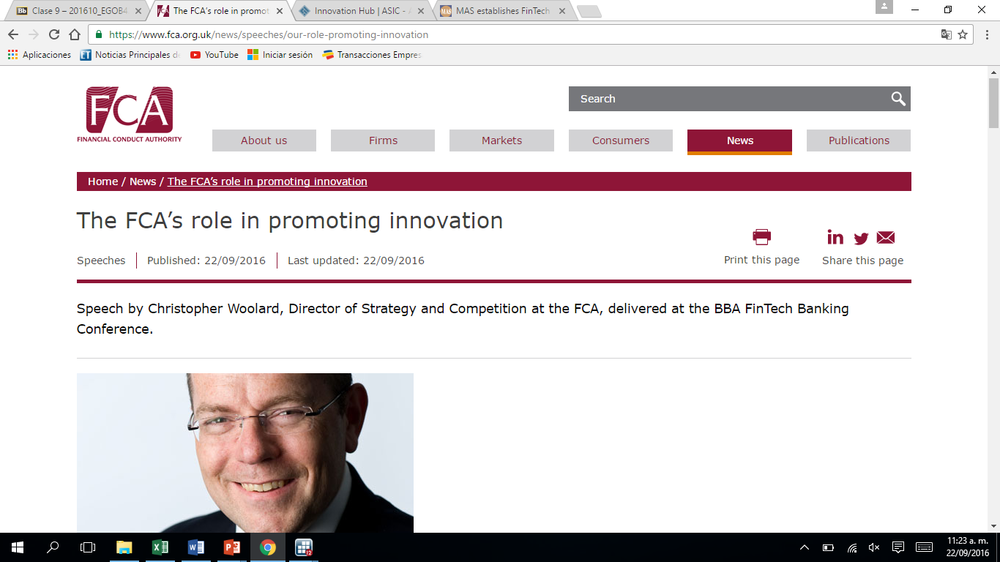 Bb Clase 9 – 201610_EGOB4
The FCA's role in promot
Innovation Hub | ASIC - A
MAS MAS establishes FinTech
https://www.fca.org.uk/news/speeches/our-role-promoting-innovation
Aplicaciones FT Noticias Principales de YouTube Iniciar sesión Transacciones Empres
FCA
FINANCIAL CONDUCT AUTHORITY
Search
About us Firms Markets Consumers News Publications
Home / News / The FCA's role in promoting innovation
The FCA's role in promoting innovation
Speeches Published: 22/09/2016 Last updated: 22/09/2016
Print this page Share this page
Speech by Christopher Woolard, Director of Strategy and Competition at the FCA, delivered at the BBA FinTech Banking
Conference.
11:23 a. m.
22/09/2016